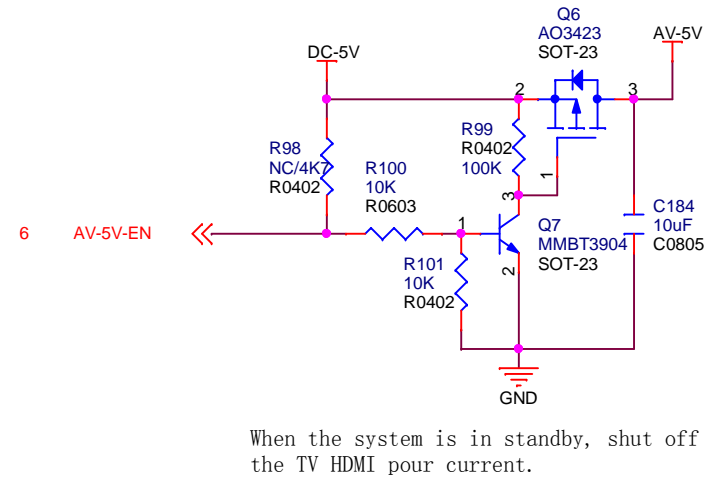 Q6
AO3423
SOT-23
AV-5V
DC-5V
2
3
R99
R0402
100K
R98
NC/4K7
R0402
R100
10K
R0603
1
3
6
AV-5V-EN
1
Q7
MMBT3904
SOT-23
C184
10uF
C0805
R101
10K
R0402
2
GND
When the system is in standby, shut off
the TV HDMI pour current.